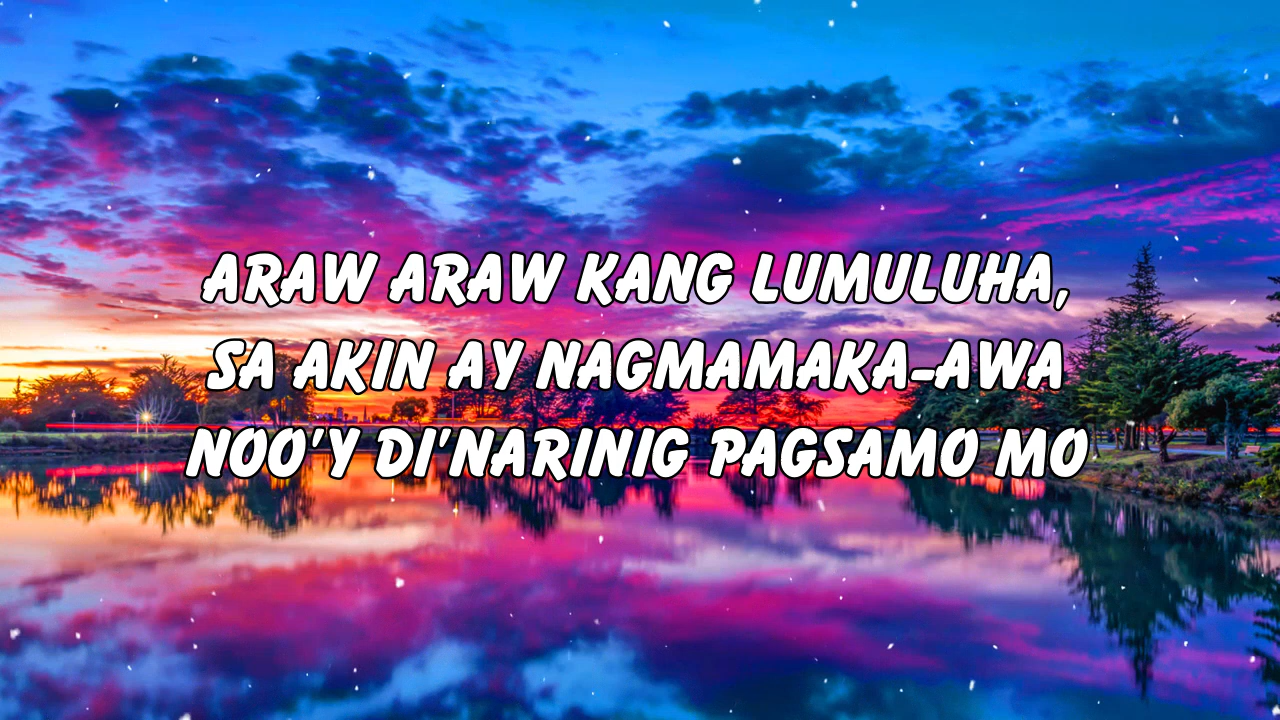 ARAW ARAW KANG LUMULUHA,
SA AKIN AY NAGMAMAKA-AWA
NOO'Y DI'NARINIG PAGSAMO MO